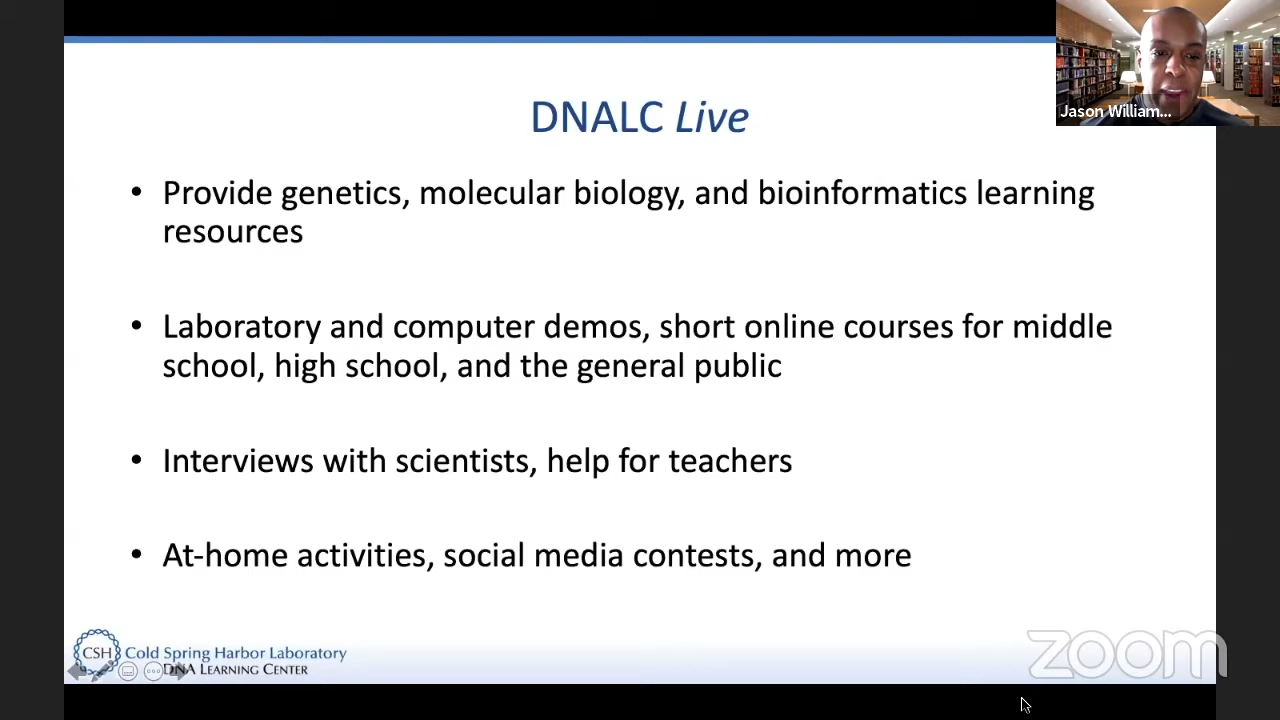 Jason William...
DNALC Live
• Provide genetics, molecular biology, and bioinformatics learning
resources
• Laboratory and computer demos, short online courses for middle
school, high school, and the general public
• Interviews with scientists, help for teachers
• At-home activities, social media contests, and more
CSH Cold Spring Harbor Laboratory
DNA LEARNING CENTER
zoom